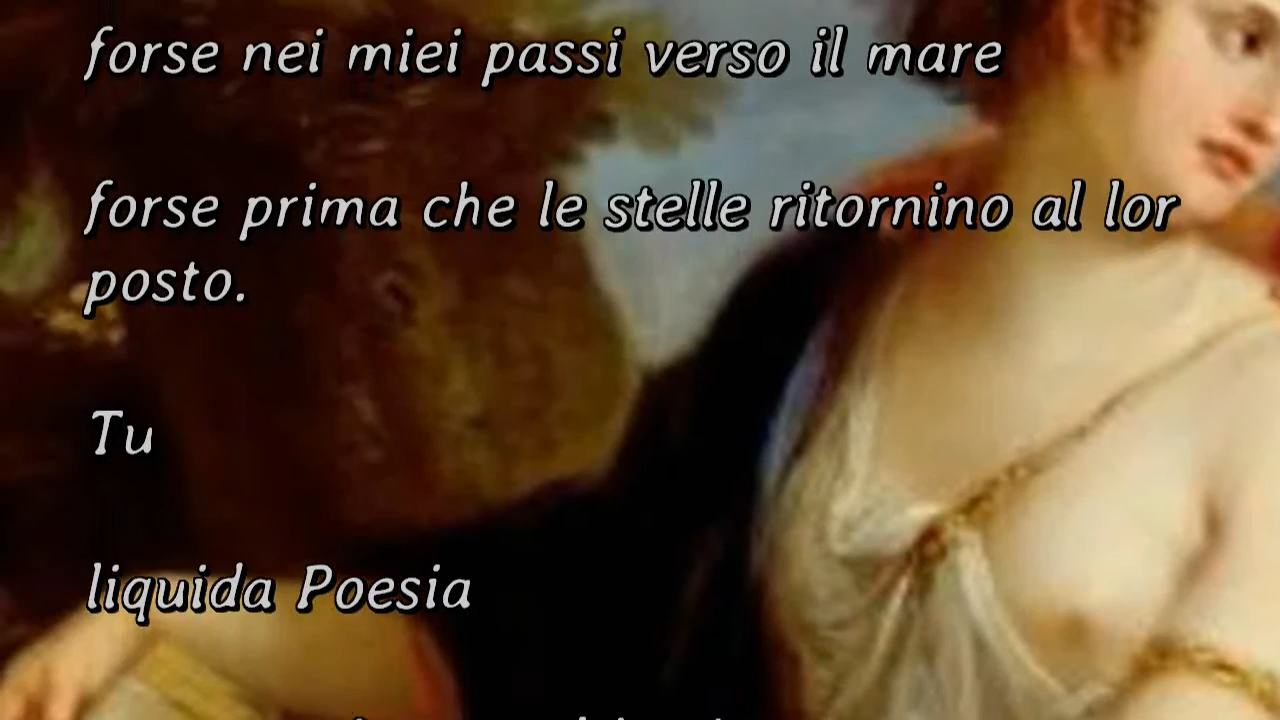 forse nei miei passi verso il mare
forse prima che le stelle ritornino al lor
posto.
Tu
liquida Poesia